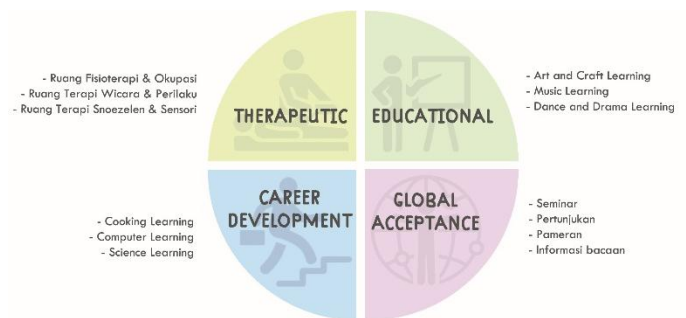 - Ruang Fisioterapi & Okupasi
- Ruang Terapi Wicara & Perilaku
- Ruang Terapi Snoezelen & Sensori
THERAPEUTIC
EDUCATIONAL
- Art and Craft Learning
- Music Learning
- Dance and Drama Learning
- Cooking Learning
- Computer Learning
- Science Learning
CAREER
DEVELOPMENT
GLOBAL
ACCEPTANCE
- Seminar
- Pertunjukan
- Pameran
- Informasi bacaan